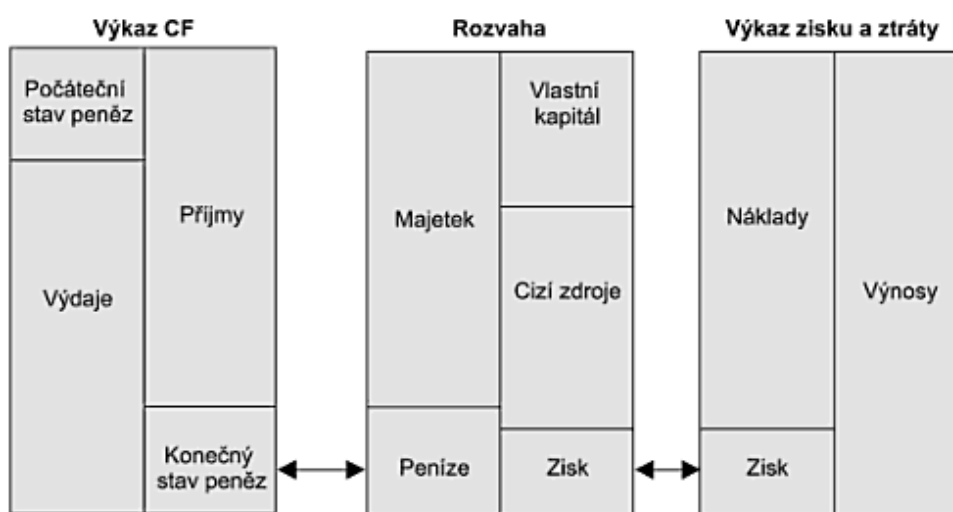 Výkaz CF
Počáteční
stav peněz
Výdaje
Příjmy
Konečný
stav peněz
Rozvaha
Majetek
Peníze
Vlastní
kapitál
Cizí zdroje
Zisk
Výkaz zisku a ztráty
Náklady
Zisk
Výnosy